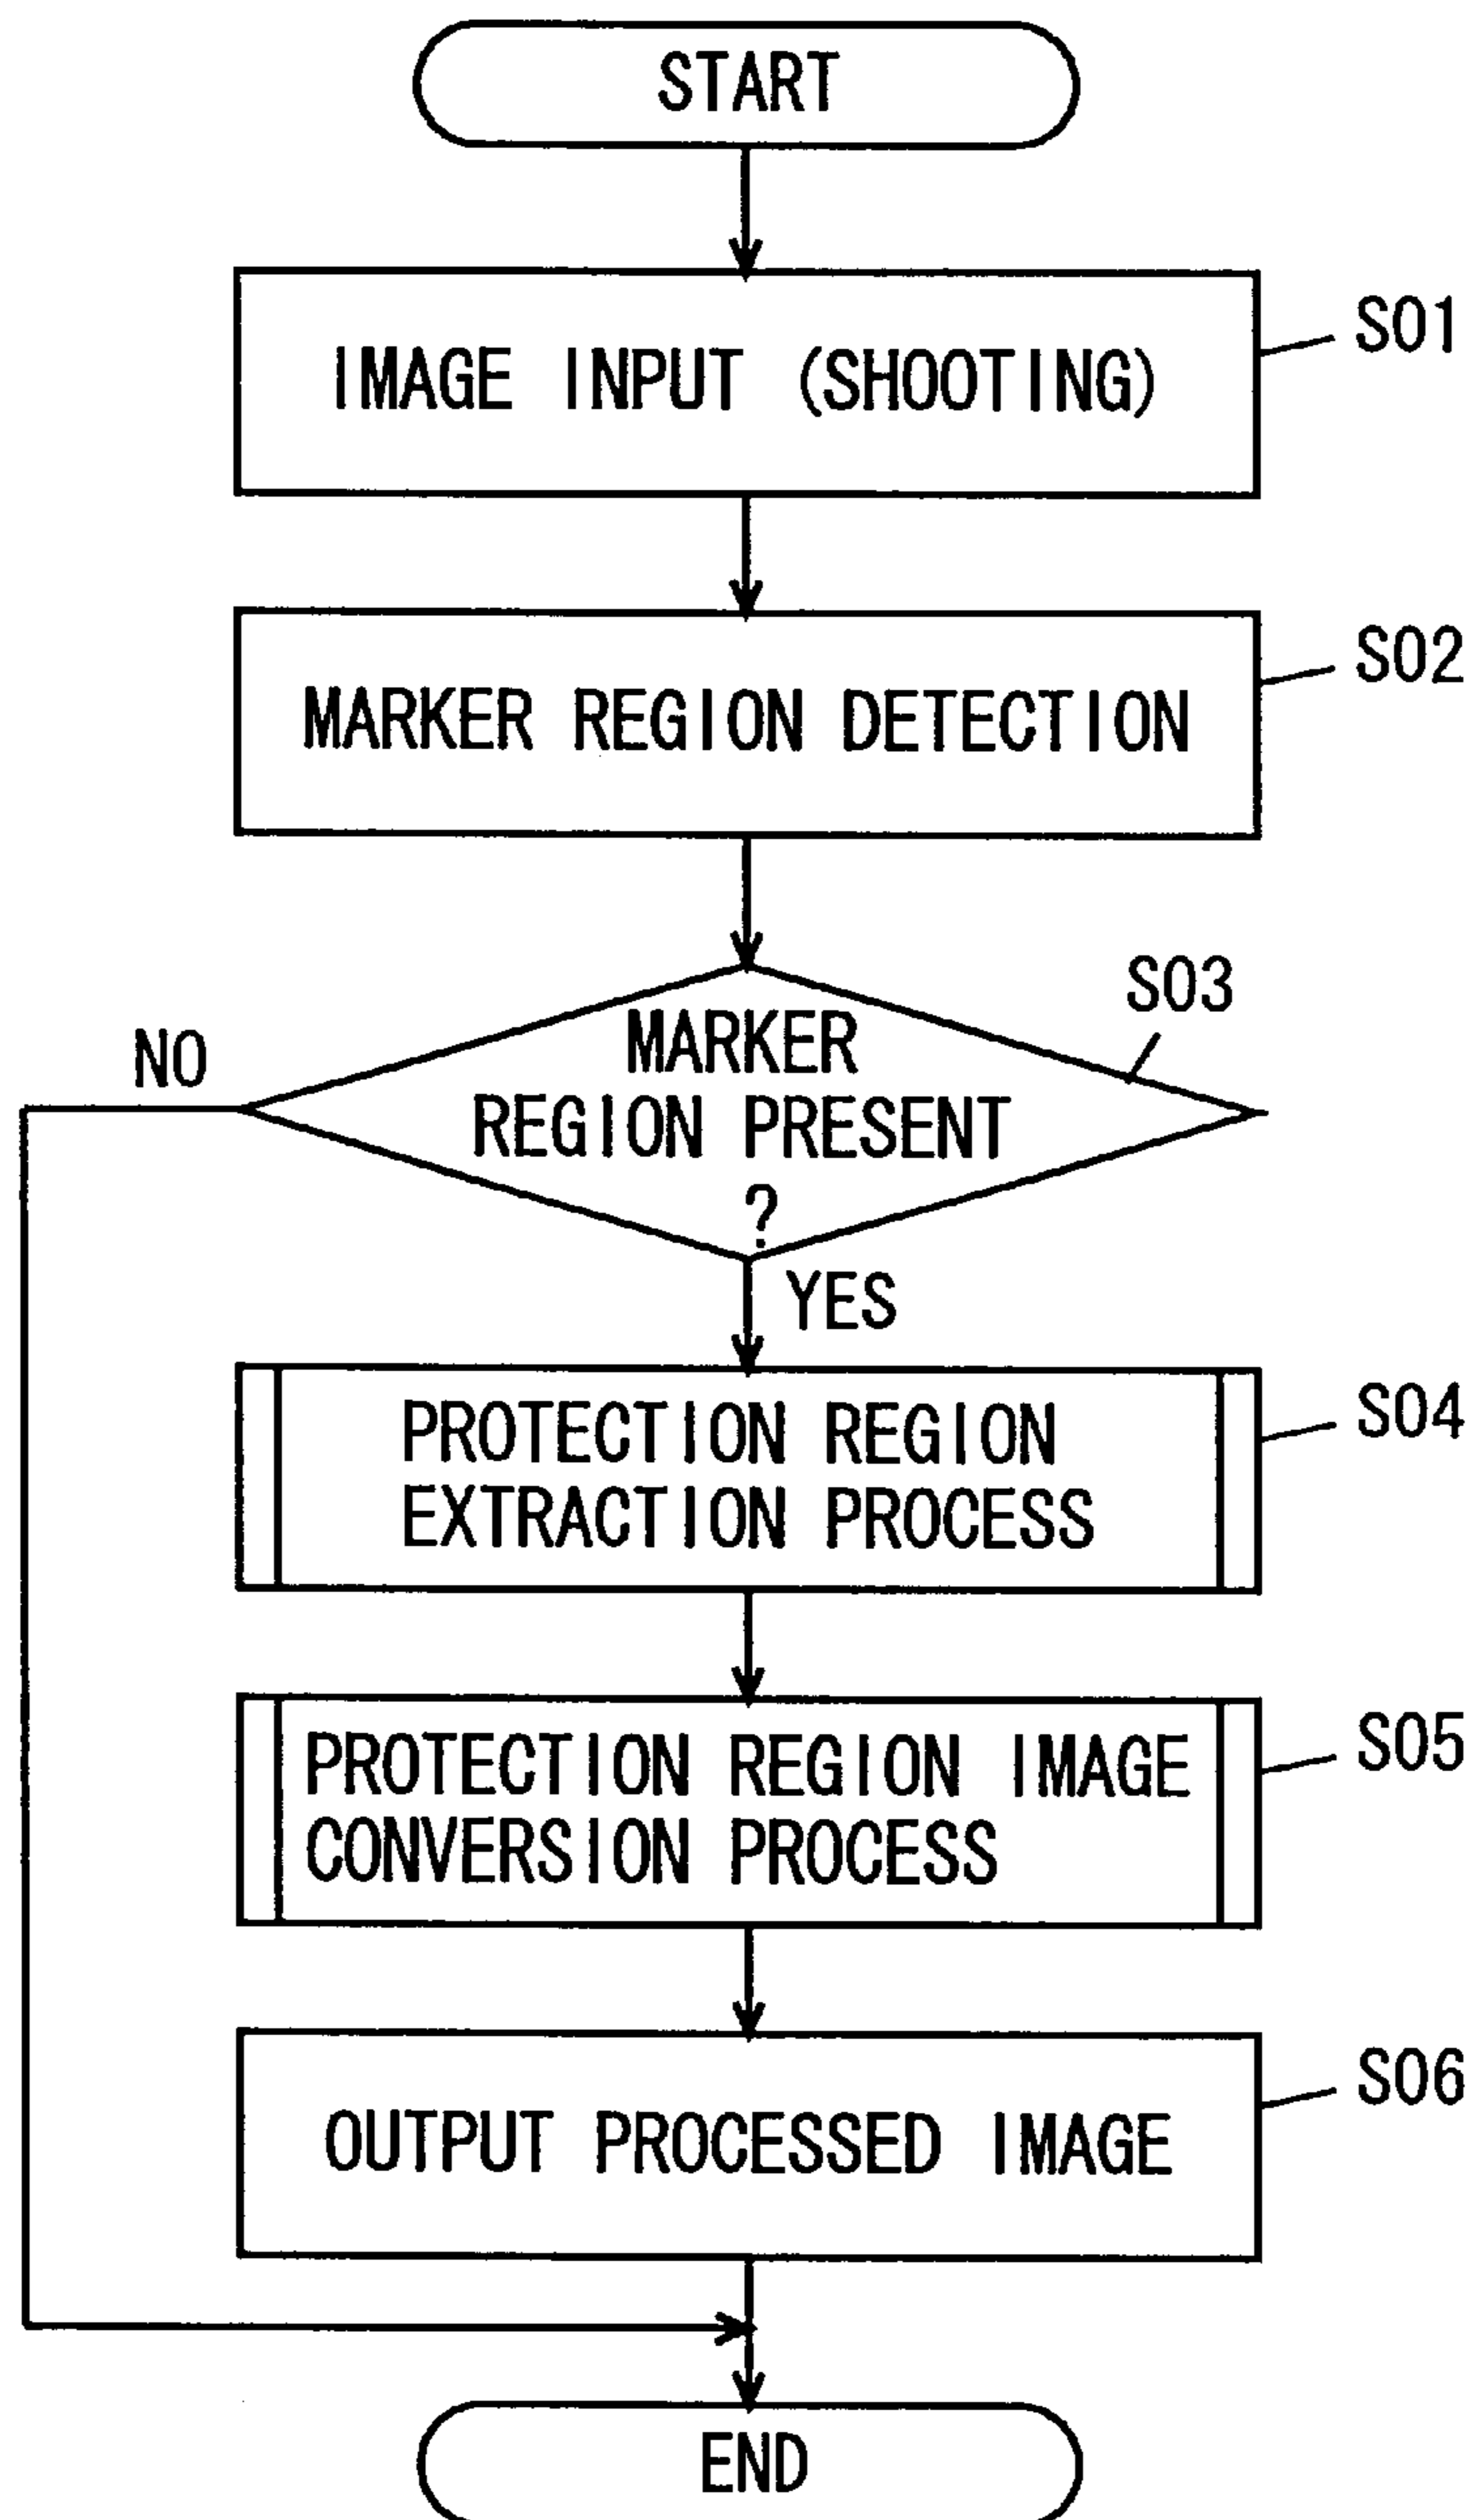 START
IMAGE INPUT (SHOOTING)
S01
MARKER REGION DETECTION
S02
S03
NO
MARKER
REGION PRESENT
?
YES
PROTECTION REGION
EXTRACTION PROCESS
S04
PROTECTION REGION IMAGE
CONVERSION PROCESS
S05
OUTPUT PROCESSED IMAGE
S06
END